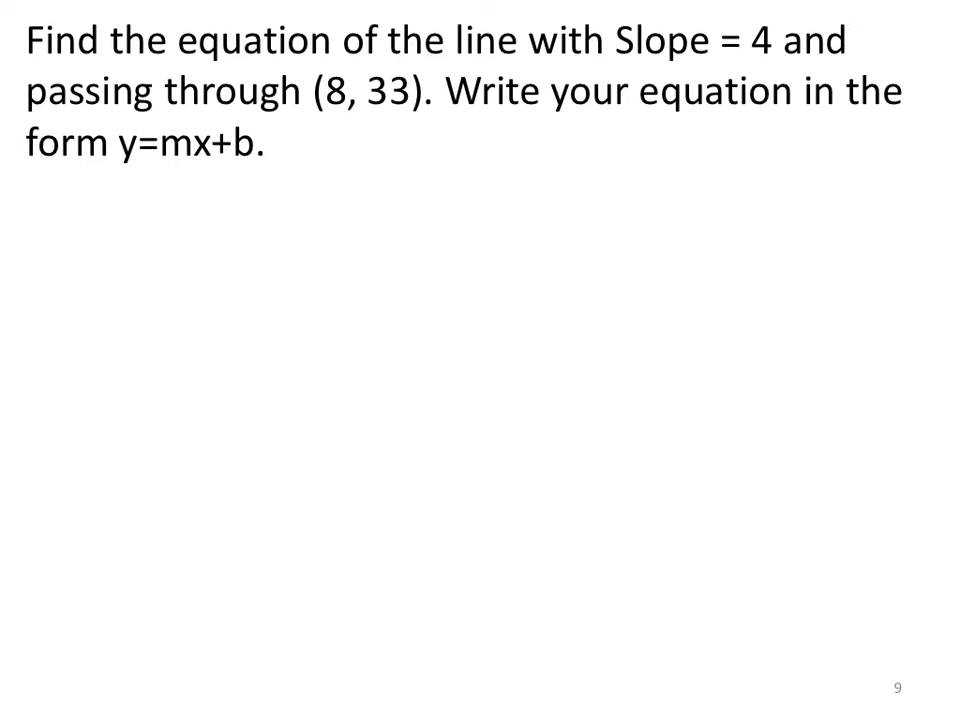 Find the equation of the line with Slope = 4 and
passing through (8, 33). Write your equation in the
form y=mx+b.
9